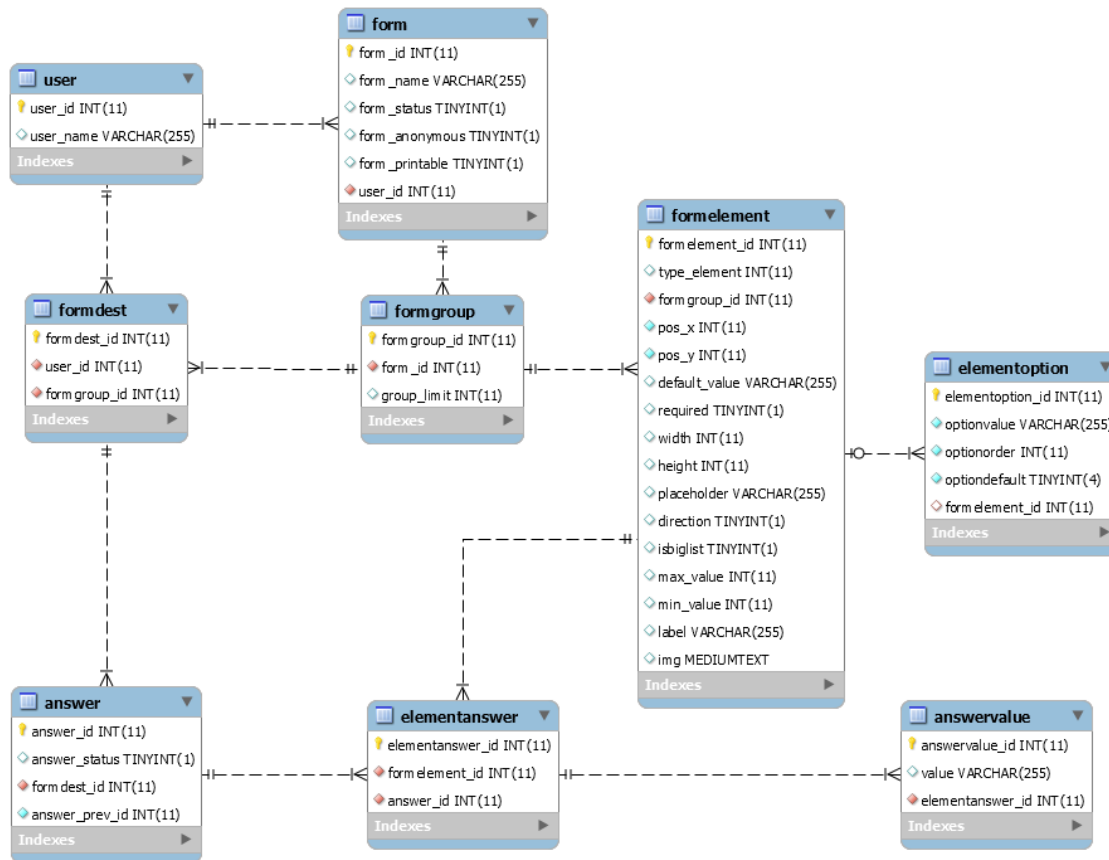 form
form_id INT(11)
form_name VARCHAR(255)
form_status TINYINT(1)
form_anonymous TINYINT(1)
form_printable TINYINT(1)
user_id INT(11)
Indexes
user
user_id INT(11)
user_name VARCHAR(255)
Indexes
formdest
formdest_id INT(11)
user_id INT(11)
formgroup_id INT(11)
Indexes
formgroup
formgroup_id INT(11)
form_id INT(11)
group_limit INT(11)
Indexes
formelement
formelement_id INT(11)
type_element INT(11)
formgroup_id INT(11)
pos_x INT(11)
pos_y INT(11)
default_value VARCHAR(255)
required TINYINT(1)
width INT(11)
height INT(11)
placeholder VARCHAR(255)
direction TINYINT(1)
isbiglist TINYINT(1)
max_value INT(11)
min_value INT(11)
label VARCHAR(255)
img MEDIUMTEXT
Indexes
elementoption
elementoption_id INT(11)
optionvalue VARCHAR(255)
optionorder INT(11)
optiondefault TINYINT(4)
formelement_id INT(11)
Indexes
answer
answer_id INT(11)
answer_status TINYINT(1)
formdest_id INT(11)
answer_prev_id INT(11)
Indexes
elementanswer
elementanswer_id INT(11)
formelement_id INT(11)
answer_id INT(11)
Indexes
answervalue
answervalue_id INT(11)
value VARCHAR(255)
elementanswer_id INT(11)
Indexes